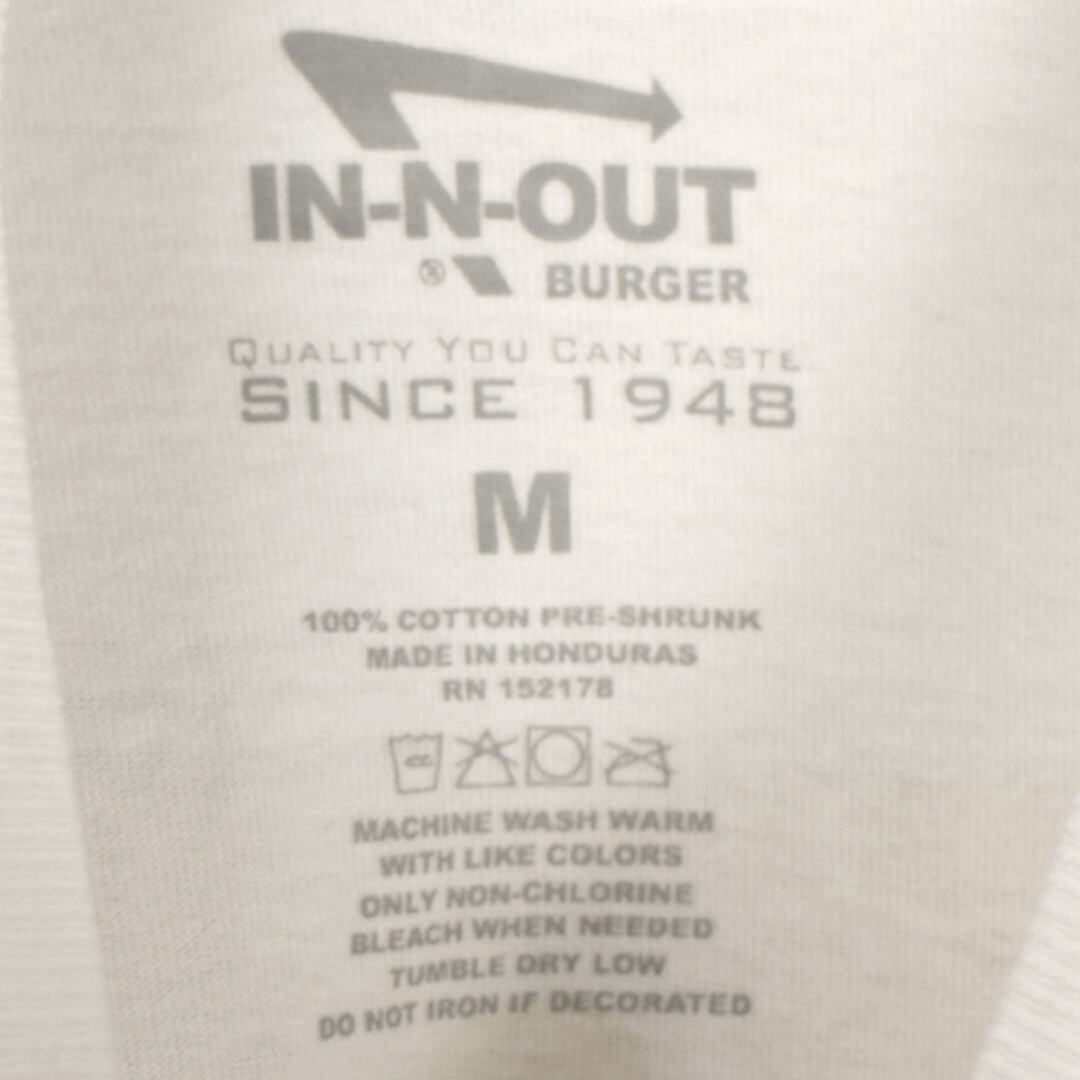 IN-N-OUT
® BURGER
QUALITY YOU CAN TASTE
SINCE 1948
M
100% COTTON PRE-SHRUNK
MADE IN HONDURAS
RN 152178
MACHINE WASH WARM
WITH LIKE COLORS
ONLY NON-CHLORINE
BLEACH WHEN NEEDED
TUMBLE DRY LOW
DO NOT IRON IF DECORATED